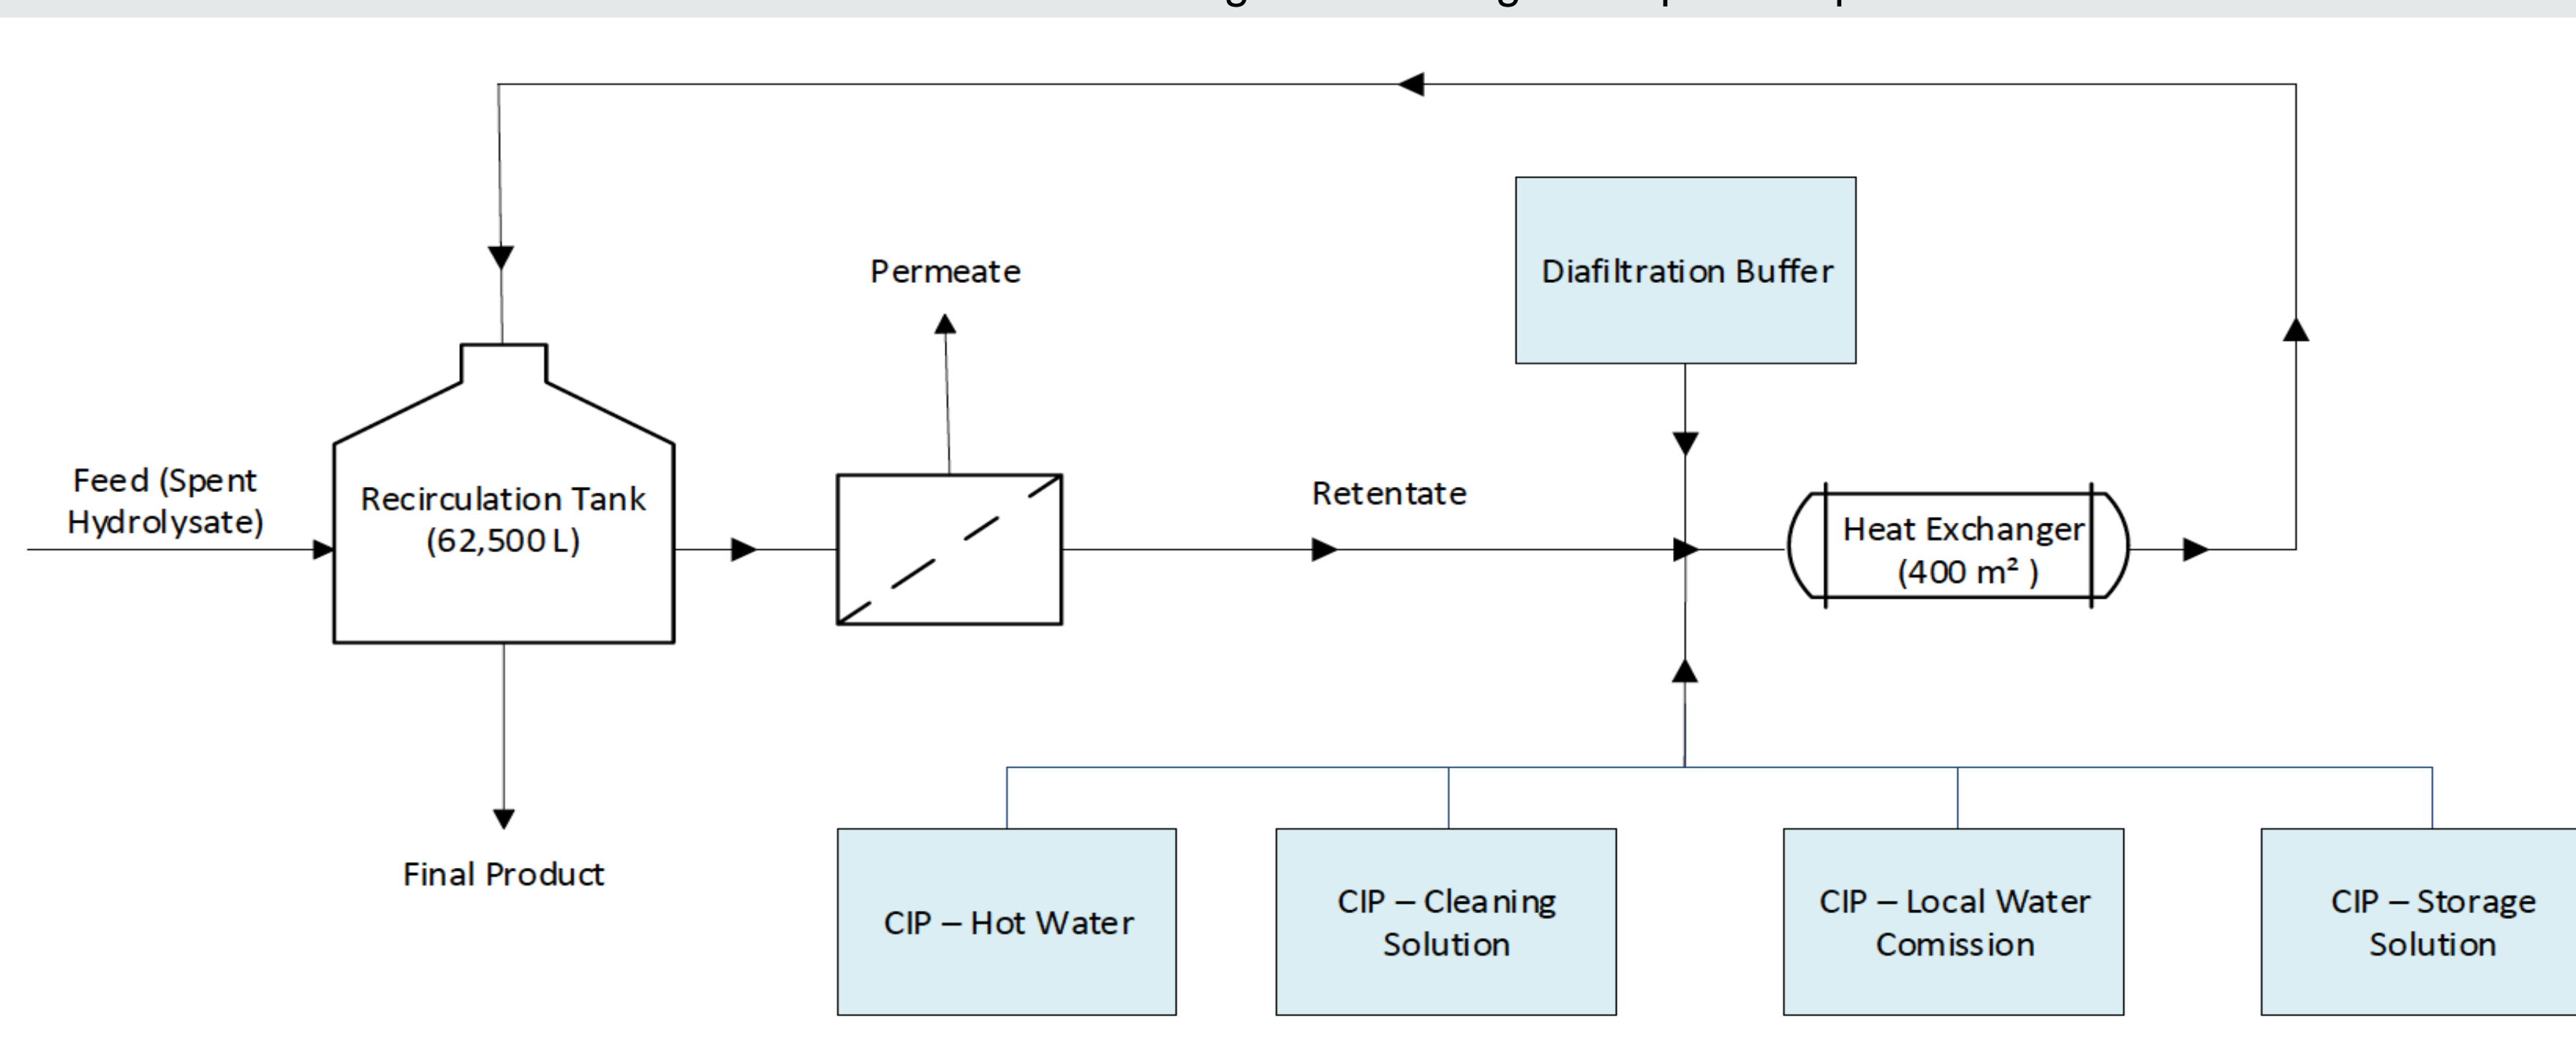 Permeate
Diafiltration Buffer
Feed (Spent
Hydrolysate)
Recirculation Tank
(62,500 L)
Retentate
Heat Exchanger
(400 m² )
Final Product
CIP – Hot Water
CIP – Cleaning
Solution
CIP – Local Water
Comission
CIP – Storage
Solution